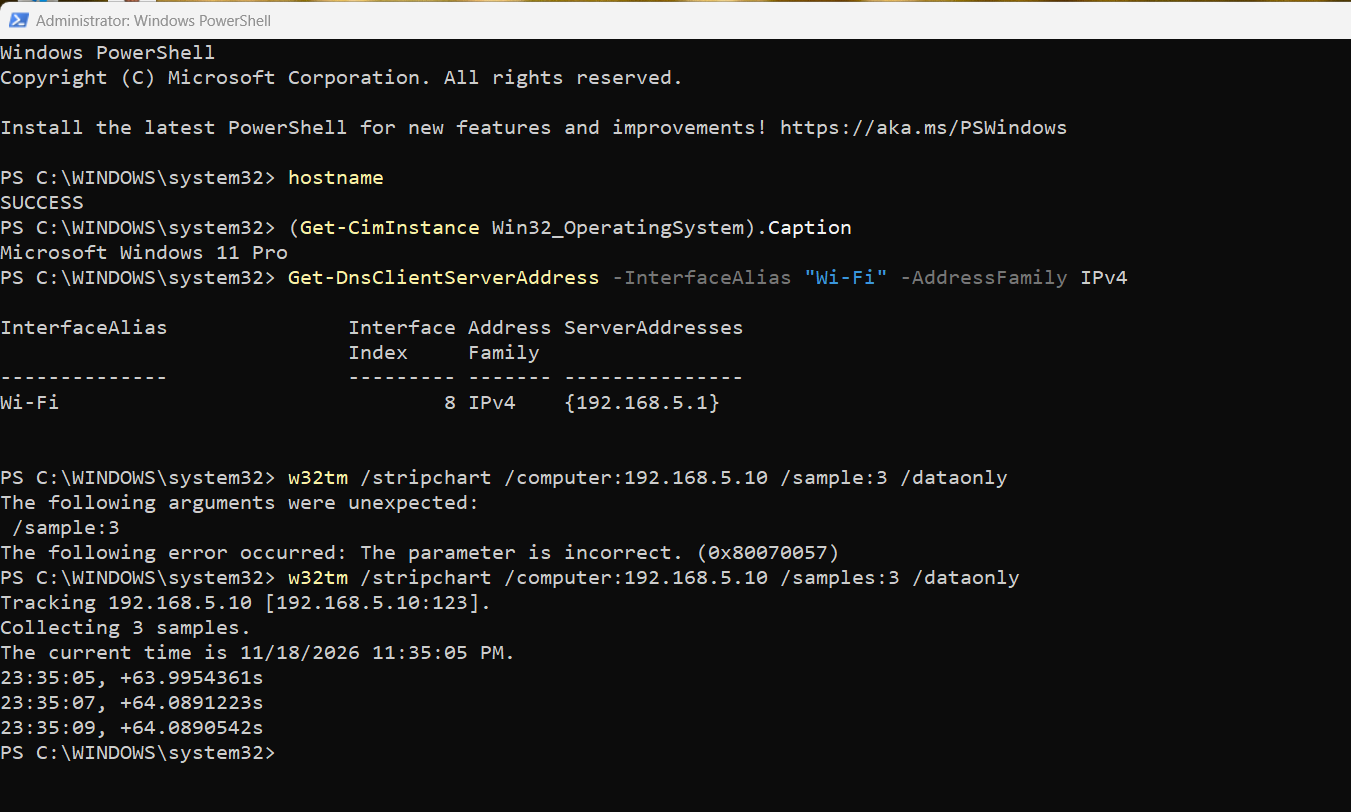 Administrator: Windows PowerShell
Windows PowerShell
Copyright (C) Microsoft Corporation. All rights reserved.
Install the latest PowerShell for new features and improvements! https://aka.ms/PSWindows
PS C:\WINDOWS\system32> hostname
SUCCESS
PS C:\WINDOWS\system32> (Get-CimInstance Win32_OperatingSystem).Caption
Microsoft Windows 11 Pro
PS C:\WINDOWS\system32> Get-DnsClientServerAddress -InterfaceAlias "Wi-Fi" -AddressFamily IPv4
InterfaceAlias               Interface Address ServerAddresses
                             Index     Family
--------------               --------- ------- ---------------
Wi-Fi                                8 IPv4    {192.168.5.1}
PS C:\WINDOWS\system32> w32tm /stripchart /computer:192.168.5.10 /sample:3 /dataonly
The following arguments were unexpected:
 /sample:3
The following error occurred: The parameter is incorrect. (0x80070057)
PS C:\WINDOWS\system32> w32tm /stripchart /computer:192.168.5.10 /samples:3 /dataonly
Tracking 192.168.5.10 [192.168.5.10:123].
Collecting 3 samples.
The current time is 11/18/2026 11:35:05 PM.
23:35:05, +63.9954361s
23:35:07, +64.0891223s
23:35:09, +64.0890542s
PS C:\WINDOWS\system32>